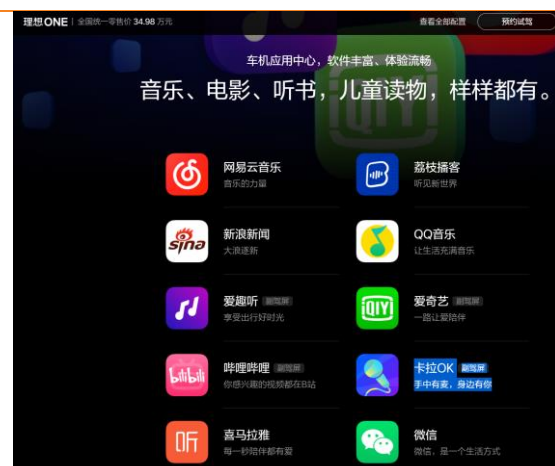 理想ONE | 全国统一零售价 34.98 万元
查看全部配置
预约试驾
车机应用中心，软件丰富、体验流畅
音乐、电影、听书，儿童读物，样样都有。
网易云音乐
音乐的力量
荔枝播客
听见新世界
sina
新浪新闻
大浪逐新
QQ音乐
让生活充满音乐
爱趣听 副驾屏
享受出行好时光
QIY
爱奇艺 副驾屏
一路让爱陪伴
bilibili
哔哩哔哩 副驾屏
你感兴趣的视频都在B站
卡拉OK 副驾屏
手中有麦，身边有你
听
喜马拉雅
每一秒陪伴都有爱
微信
微信，是一个生活方式